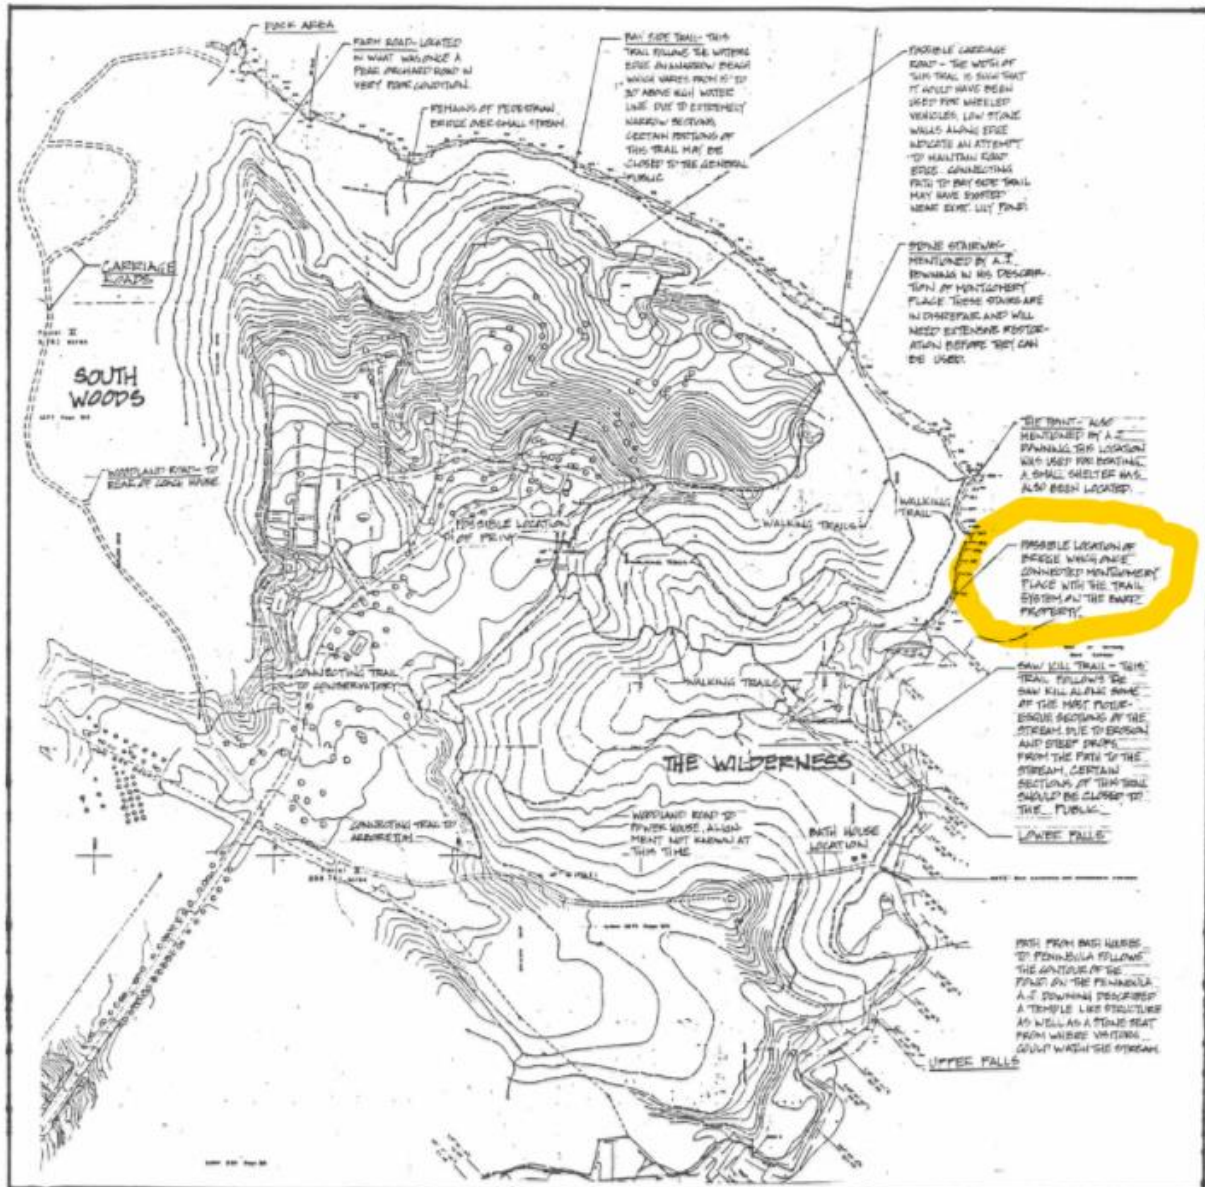 DOCK AREA
FARM ROAD- LOCATED
IN WHAT WAS ONCE A
PEAR ORCHARD ROAD IN
VERY POOR CONDITION.
REMAINS OF PEDESTRIAN
BRIDGE OVER SMALL STREAM.
BAY SIDE TRAIL- THIS
TRAIL FOLLOWS THE WATERS
EDGE ON A NARROW BEACH
WHICH VARIES FROM 15' TO
30' ABOVE HIGH WATER
LINE DUE TO EXTREMELY
NARROW SECTIONS
CERTAIN PORTIONS OF
THIS TRAIL MAY BE
CLOSED TO THE GENERAL
PUBLIC
POSSIBLE CARRIAGE
ROAD - THE WIDTH OF
THIS TRAIL IS SUCH THAT
IT COULD HAVE BEEN
USED FOR WHEELED
VEHICLES, LOW STONE
WALLS ALONG EDGE
INDICATE AN ATTEMPT
TO MAINTAIN ROAD
EDGE. CONNECTING
PATH TO BAY SIDE TRAIL
MAY HAVE EXISTED
NEAR EXIST. LILY POND.
STONE STAIRWAY-
MENTIONED BY A.J.
DOWNING IN HIS DESCRIP-
TION OF MONTGOMERY
PLACE THESE STAIRS ARE
IN DISREPAIR AND WILL
NEED EXTENSIVE RESTOR-
ATION BEFORE THEY CAN
BE USED.
CARRIAGE
ROADS
SOUTH
WOODS
WOODLAND ROAD- TO
REAR OF COACH HOUSE
THE POINT- ALSO
MENTIONED BY A.J.
DOWNING THIS LOCATION
WAS USED FOR BOATING
A SMALL SHELTER HAS
ALSO BEEN LOCATED.
POSSIBLE LOCATION
OF PRIVY
WALKING TRAILS
WALKING
TRAIL
POSSIBLE LOCATION OF
BRIDGE WHICH ONCE
CONNECTED MONTGOMERY
PLACE WITH THE TRAIL
SYSTEM ON THE BARD
PROPERTY.
CONNECTING TRAIL
TO CONSERVATORY
WALKING TRAILS
SAW KILL TRAIL - THIS
TRAIL FOLLOWS THE
SAW KILL ALONG SOME
OF THE MOST PICTUR-
ESQUE SECTIONS OF THE
STREAM. DUE TO EROSION
AND STEEP DROPS
FROM THE PATH TO THE
STREAM, CERTAIN
SECTIONS OF THIS TRAIL
SHOULD BE CLOSED TO
THE PUBLIC.
THE WILDERNESS
CONNECTING TRAIL TO
ARBORETUM
WOODLAND ROAD TO
POWER HOUSE, ALIGN-
MENT NOT KNOWN AT
THIS TIME
BATH HOUSE
LOCATION
LOWER FALLS
PATH FROM BATH HOUSE
TO PENINSULA FOLLOWS
THE CONTOUR OF THE
POND ON THE PENINSULA
A.J. DOWNING DESCRIBED
A TEMPLE LIKE STRUCTURE
AS WELL AS A STONE SEAT
FROM WHERE VISITORS
COULD WATCH THE STREAM.
UPPER FALLS